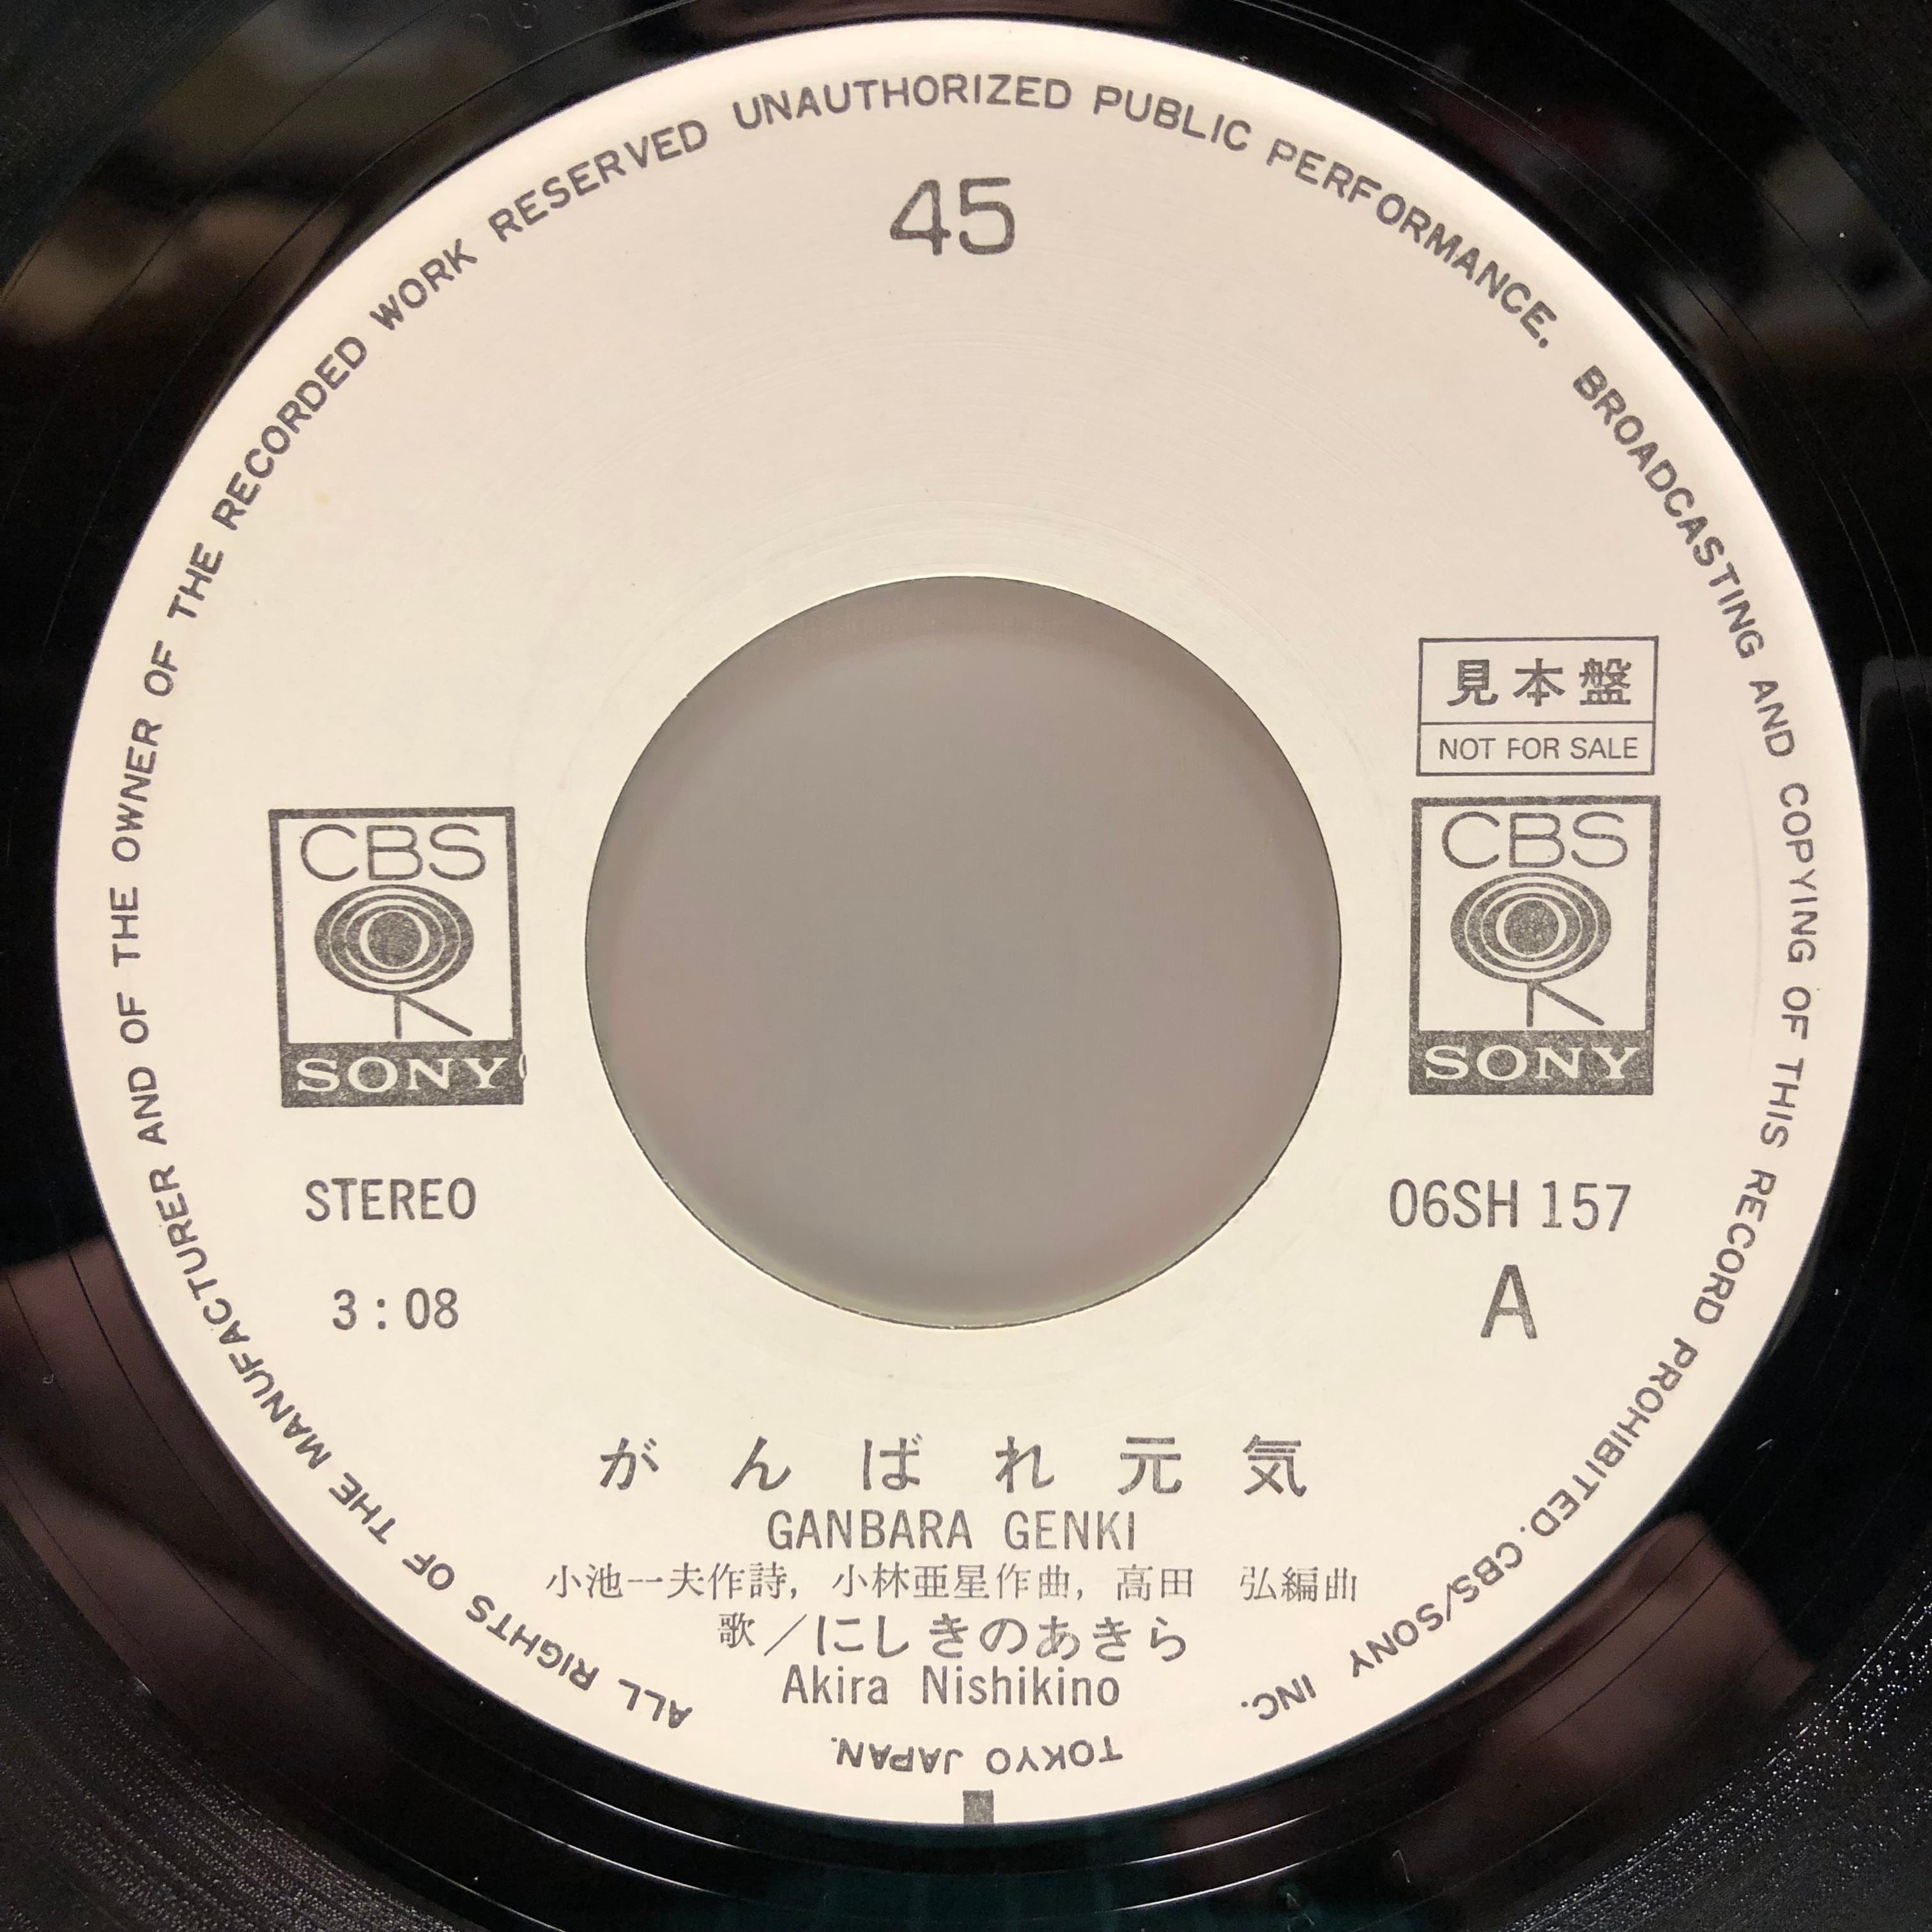 ALL RIGHTS OF THE MANUFACTURER AND OF THE OWNER OF THE RECORDED WORK RESERVED UNAUTHORIZED PUBLIC PERFORMANCE. BROADCASTING AND COPYING OF THIS RECORD PROHIBITED. CBS/SONY INC. TOKYO JAPAN.
45
見本盤
NOT FOR SALE
CBS
SONY
CBS
SONY
STEREO
06SH 157
3:08
A
がんばれ元気
GANBARA GENKI
小池一夫作詩, 小林亜星作曲, 高田 弘編曲
歌/にしきのあきら
Akira Nishikino